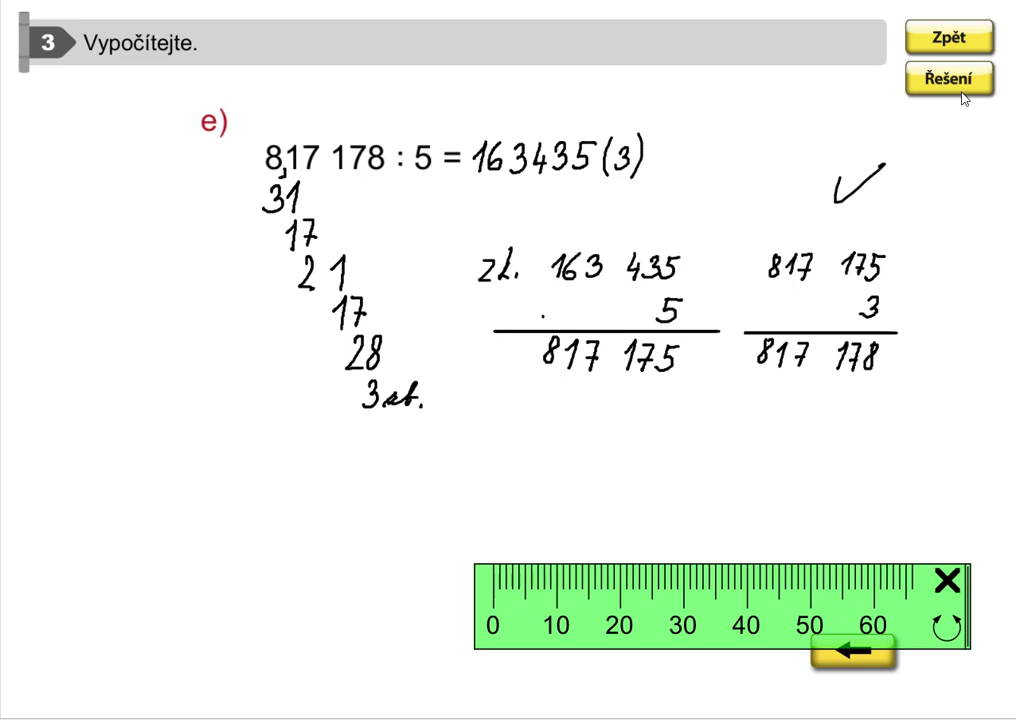 3 Vypočítejte.
Zpět
Řešení
e)
817 178 : 5 = 163435(3)
31
17
21
17
28
3 zb.
zk. 163 435
. 5
817 175
817 175
3
817 178
0 10 20 30 40 50 60